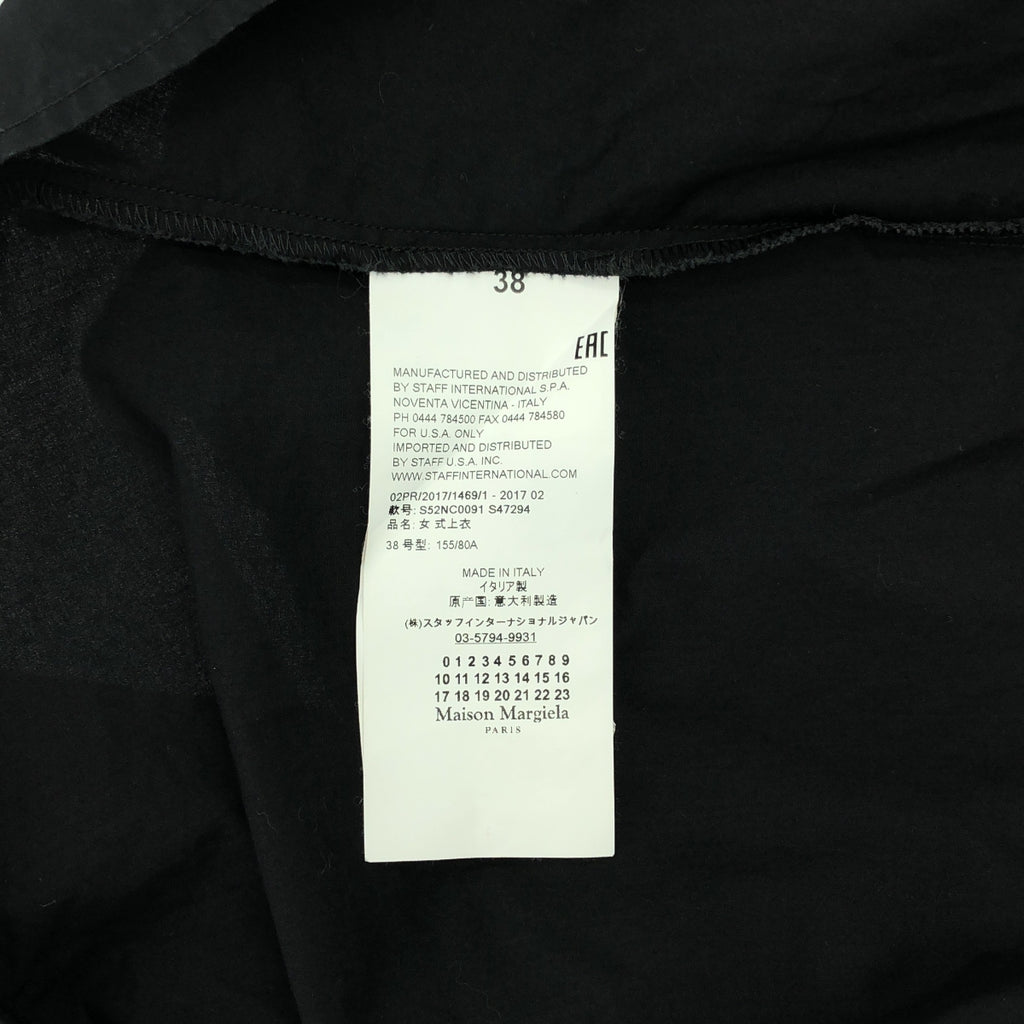 38
EAC
MANUFACTURED AND DISTRIBUTED
BY STAFF INTERNATIONAL S.P.A.
NOVENTA VICENTINA - ITALY
PH 0444 784500 FAX 0444 784580
FOR U.S.A. ONLY
IMPORTED AND DISTRIBUTED
BY STAFF U.S.A. INC.
WWW.STAFFINTERNATIONAL.COM
02PR/2017/1469/1 - 2017 02
款号: S52NC0091 S47294
品名: 女 式上衣
38 号型: 155/80A
MADE IN ITALY
イタリア製
原产国: 意大利製造
(株)スタッフインターナショナルジャパン
03-5794-9931
0 1 2 3 4 5 6 7 8 9
10 11 12 13 14 15 16
17 18 19 20 21 22 23
Maison Margiela
PARIS